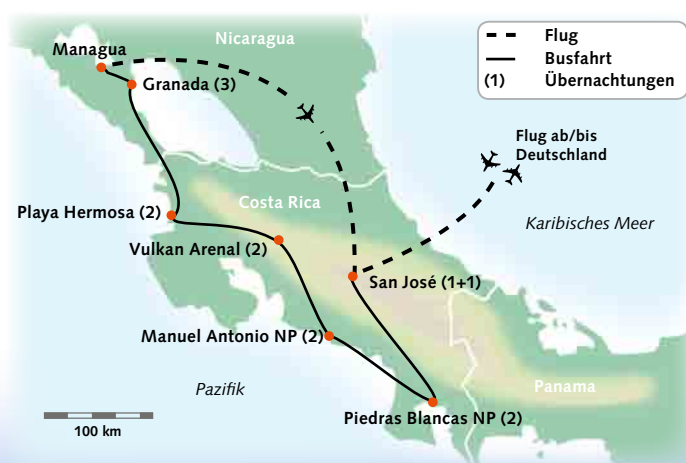 Managua
Nicaragua
Granada (3)
Flug
Busfahrt
(1) Übernachtungen
Flug ab/bis
Deutschland
Costa Rica
Playa Hermosa (2)
Karibisches Meer
Vulkan Arenal (2)
San José (1+1)
Manuel Antonio NP (2)
Pazifik
Panama
Piedras Blancas NP (2)
100 km